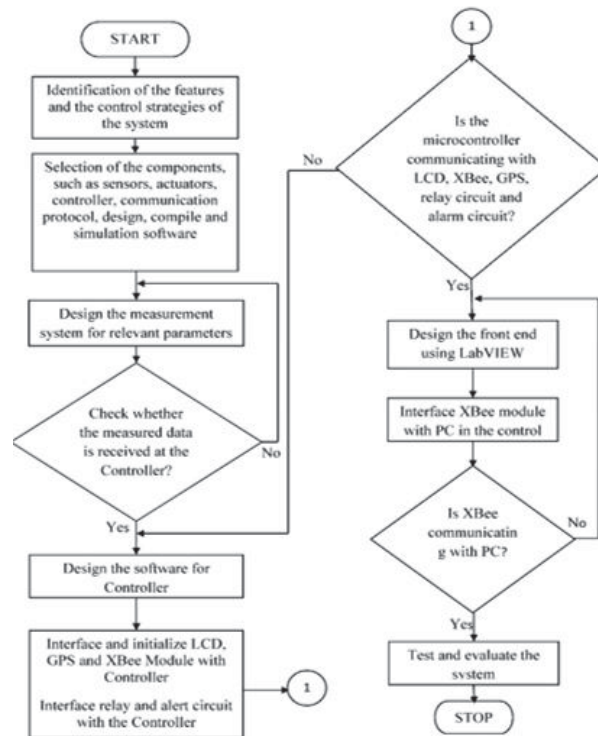 START
Identification of the features
and the control strategies of
the system
Selection of the components,
such as sensors, actuators,
controller, communication
protocol, design, compile and
simulation software
Design the measurement
system for relevant parameters
Check whether
the measured data
is received at the
Controller?
No
Yes
Design the software for
Controller
Interface and initialize LCD,
GPS and XBee Module with
Controller
Interface relay and alert circuit
with the Controller
1
1
Is the
microcontroller
communicating with
LCD, XBee, GPS,
relay circuit and
alarm circuit?
No
Yes
Design the front end
using LabVIEW
Interface XBee module
with PC in the control
Is XBee
communicatin
g with PC?
No
Yes
Test and evaluate the
system
STOP